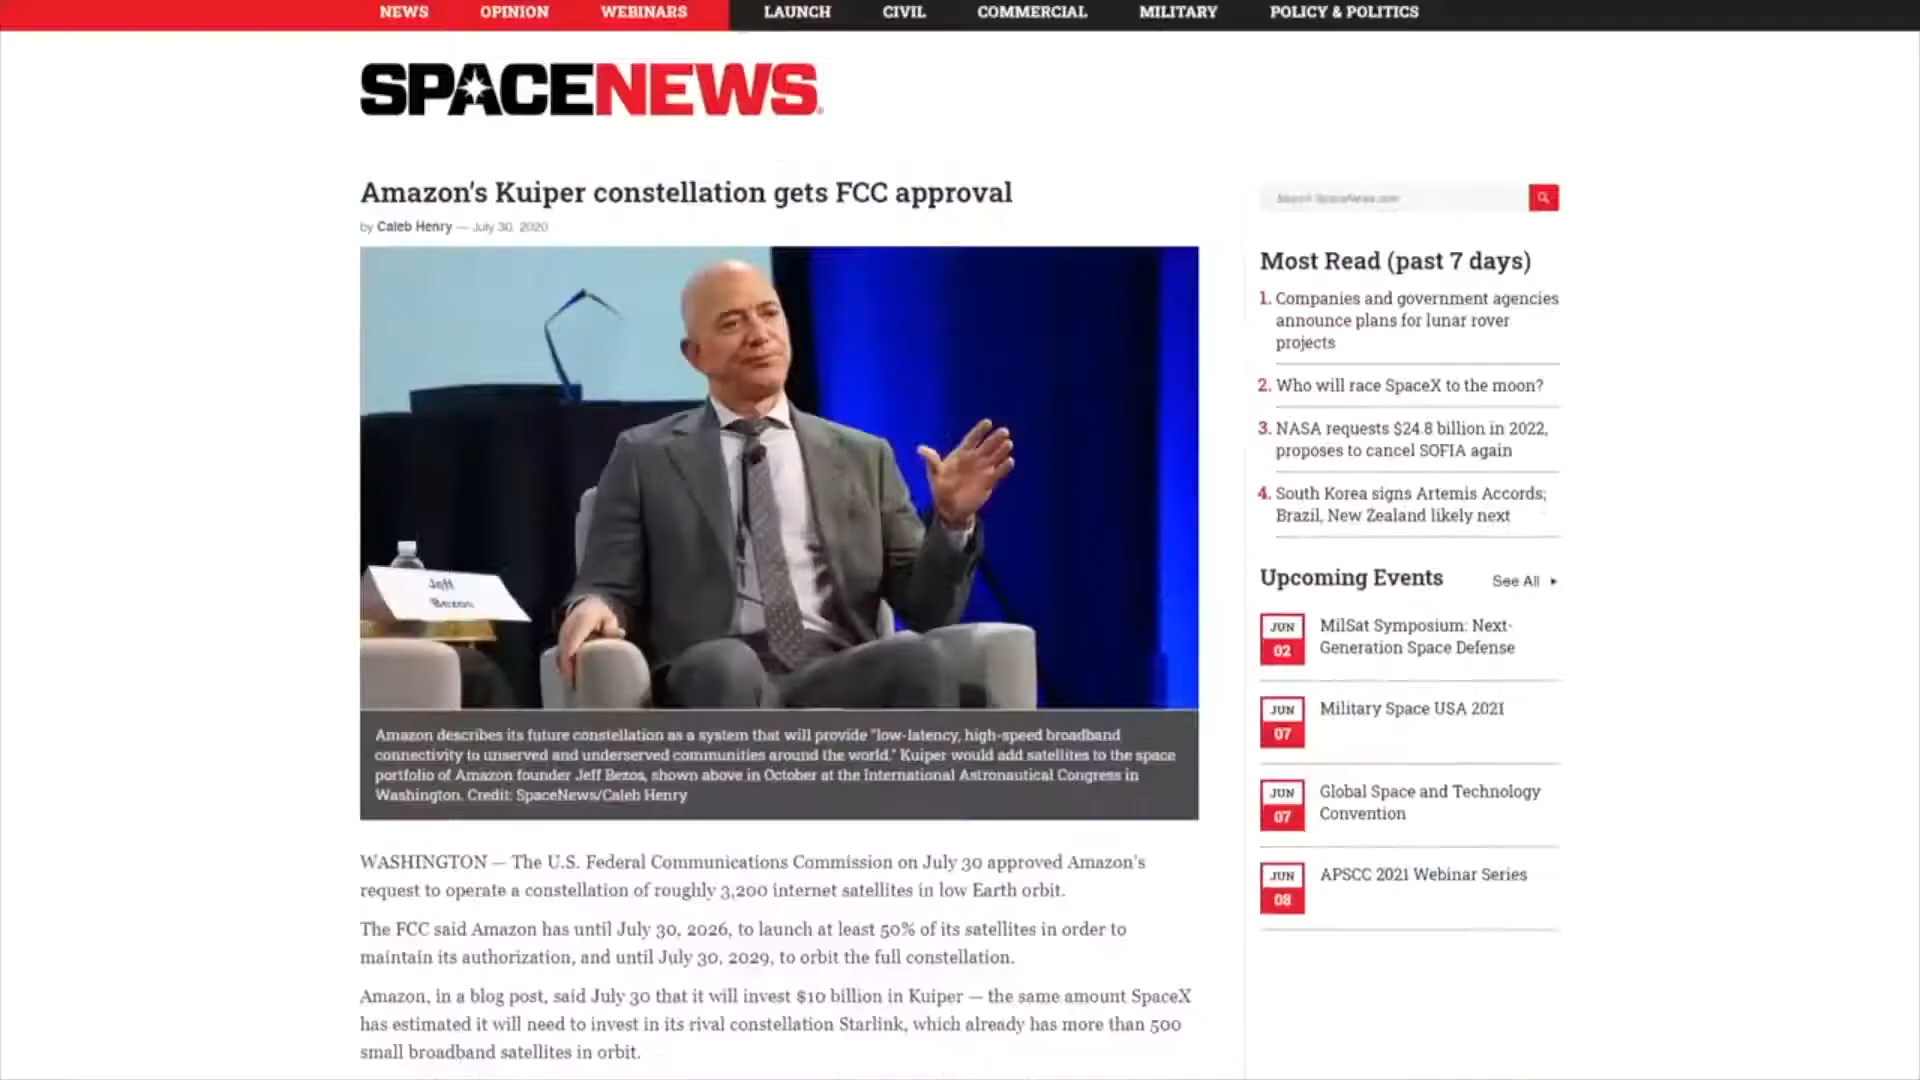 NEWS OPINION WEBINARS LAUNCH CIVIL COMMERCIAL MILITARY POLICY & POLITICS
SPACENEWS
Amazon's Kuiper constellation gets FCC approval
by Caleb Henry — July 30, 2020
Jeff
Bezos
Amazon describes its future constellation as a system that will provide "low-latency, high-speed broadband
connectivity to unserved and underserved communities around the world." Kuiper would add satellites to the space
portfolio of Amazon founder Jeff Bezos, shown above in October at the International Astronautical Congress in
Washington. Credit: SpaceNews/Caleb Henry
WASHINGTON — The U.S. Federal Communications Commission on July 30 approved Amazon's
request to operate a constellation of roughly 3,200 internet satellites in low Earth orbit.
The FCC said Amazon has until July 30, 2026, to launch at least 50% of its satellites in order to
maintain its authorization, and until July 30, 2029, to orbit the full constellation.
Amazon, in a blog post, said July 30 that it will invest $10 billion in Kuiper — the same amount SpaceX
has estimated it will need to invest in its rival constellation Starlink, which already has more than 500
small broadband satellites in orbit.
Search SpaceNews.com
Most Read (past 7 days)
1. Companies and government agencies
announce plans for lunar rover
projects
2. Who will race SpaceX to the moon?
3. NASA requests $24.8 billion in 2022,
proposes to cancel SOFIA again
4. South Korea signs Artemis Accords;
Brazil, New Zealand likely next
Upcoming Events See All
JUN
02
MilSat Symposium: Next-
Generation Space Defense
JUN
07
Military Space USA 2021
JUN
07
Global Space and Technology
Convention
JUN
08
APSCC 2021 Webinar Series